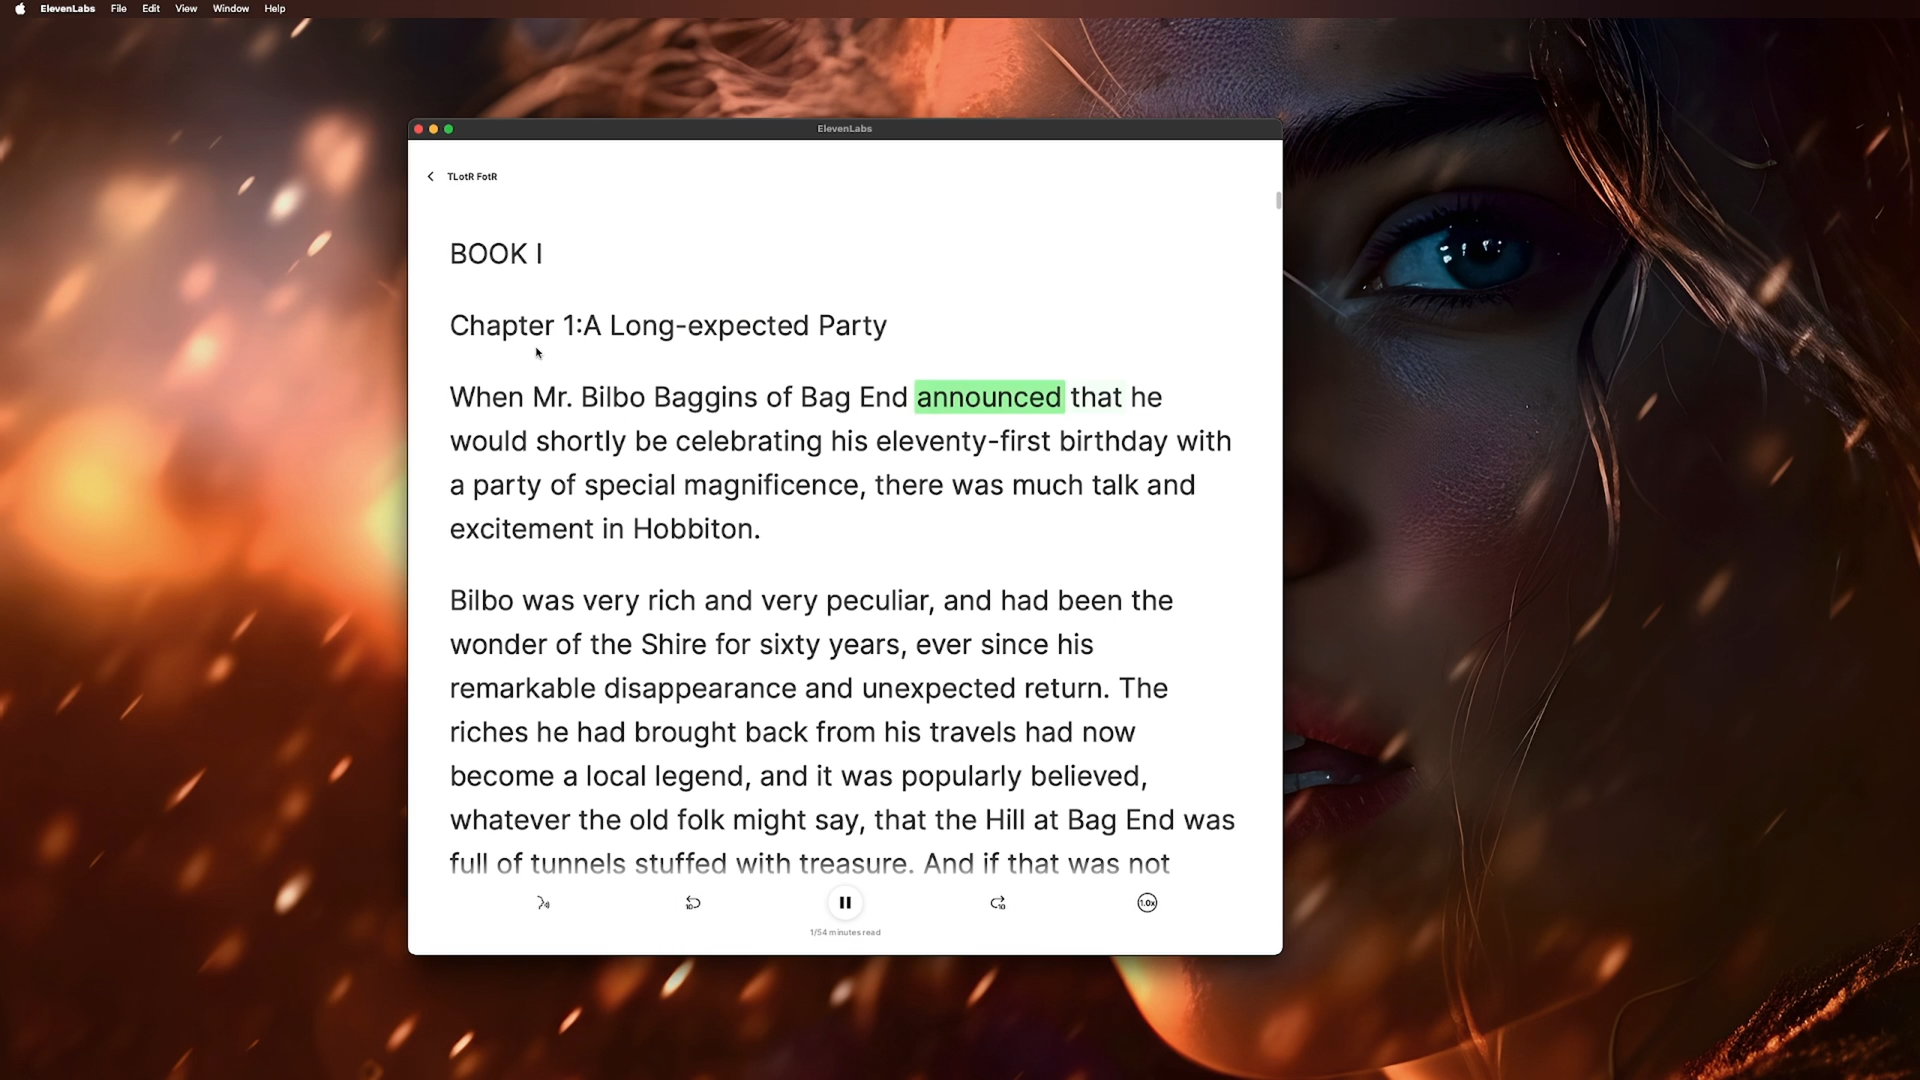 ElevenLabs File Edit View Window Help
ElevenLabs
TLotR FotR
BOOK I
Chapter 1:A Long-expected Party
When Mr. Bilbo Baggins of Bag End announced that he
would shortly be celebrating his eleventy-first birthday with
a party of special magnificence, there was much talk and
excitement in Hobbiton.
Bilbo was very rich and very peculiar, and had been the
wonder of the Shire for sixty years, ever since his
remarkable disappearance and unexpected return. The
riches he had brought back from his travels had now
become a local legend, and it was popularly believed,
whatever the old folk might say, that the Hill at Bag End was
full of tunnels stuffed with treasure. And if that was not
10 10 1.0x
1/54 minutes read